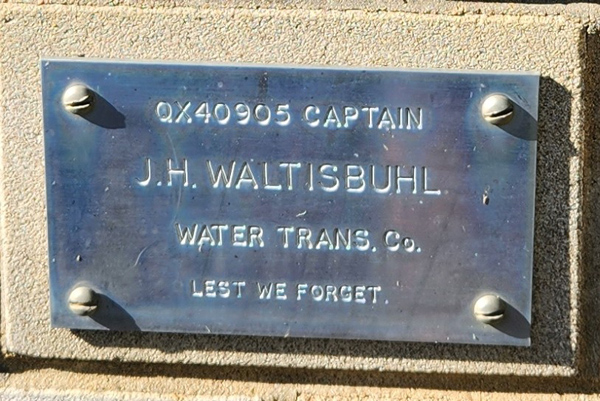 QX40905 CAPTAIN
J.H. WALTISBUHL
WATER TRANS. Co.
LEST WE FORGET.